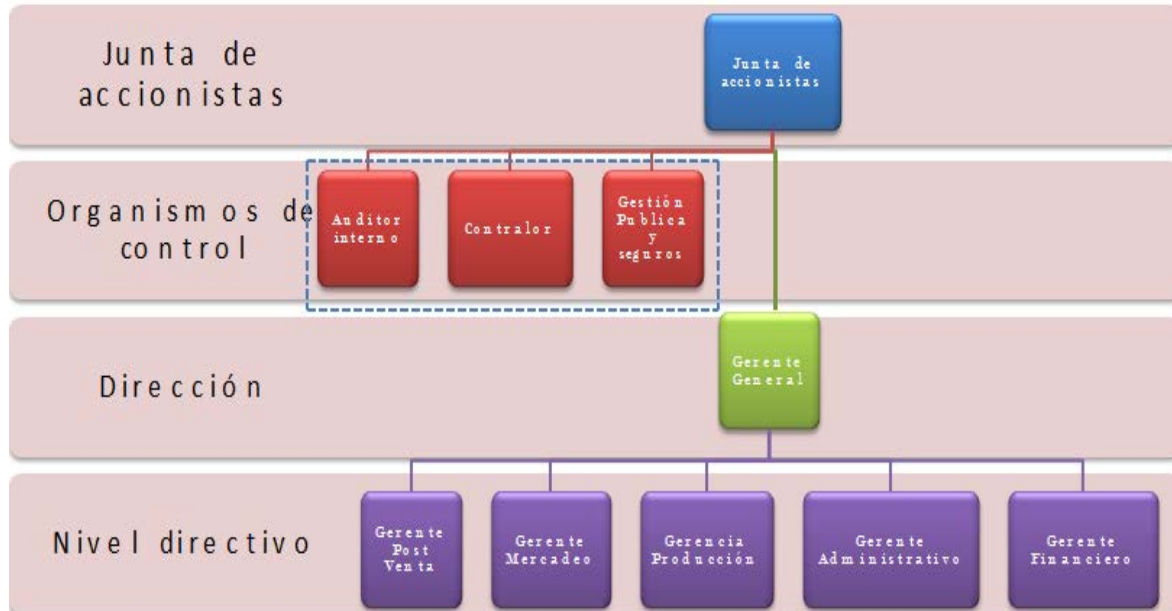 Junta de
accionistas
Junta de
accionistas
Organismos de
control
Auditor
interno
Contralor
Gestión
Publica
y
seguros
Dirección
Gerente
General
Nivel directivo
Gerente
Post
Venta
Gerente
Mercadeo
Gerencia
Producción
Gerente
Administrativo
Gerente
Financiero